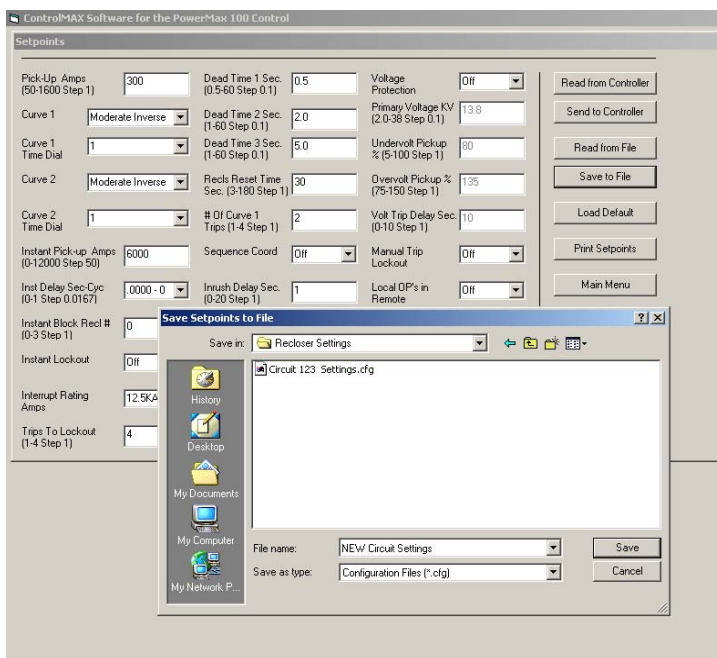 ControlMAX Software for the PowerMax 100 Control
Setpoints
Pick-Up Amps
(50-1600 Step 1)
300
Dead Time 1 Sec.
(0.5-60 Step 0.1)
0.5
Voltage
Protection
Off
Read from Controller
Curve 1
Moderate Inverse
Dead Time 2 Sec.
(1-60 Step 0.1)
2.0
Primary Voltage KV
(2.0-38 Step 0.1)
13.8
Send to Controller
Curve 1
Time Dial
1
Dead Time 3 Sec.
(1-60 Step 0.1)
5.0
Undervolt Pickup
% (5-100 Step 1)
80
Read from File
Curve 2
Moderate Inverse
Recls Reset Time
Sec. (3-180 Step 1)
30
Overvolt Pickup %
(75-150 Step 1)
135
Save to File
Curve 2
Time Dial
1
# Of Curve 1
Trips (1-4 Step 1)
2
Volt Trip Delay Sec.
(0-10 Step 1)
10
Load Default
Instant Pick-up Amps
(0-12000 Step 50)
6000
Sequence Coord
Off
Manual Trip
Lockout
Off
Print Setpoints
Inst Delay Sec-Cyc
(0-1 Step 0.0167)
.0000 - 0
Inrush Delay Sec.
(0-20 Step 1)
1
Local OP's in
Remote
Off
Main Menu
Instant Block Recl #
(0-3 Step 1)
0
Instant Lockout
Off
Interrupt Rating
Amps
12.5KA
Trips To Lockout
(1-4 Step 1)
4
Save Setpoints to File
Save in:
Recloser Settings
History
Desktop
My Documents
My Computer
My Network P...
Circuit 123 Settings.cfg
File name:
NEW Circuit Settings
Save
Save as type:
Configuration Files (*.cfg)
Cancel